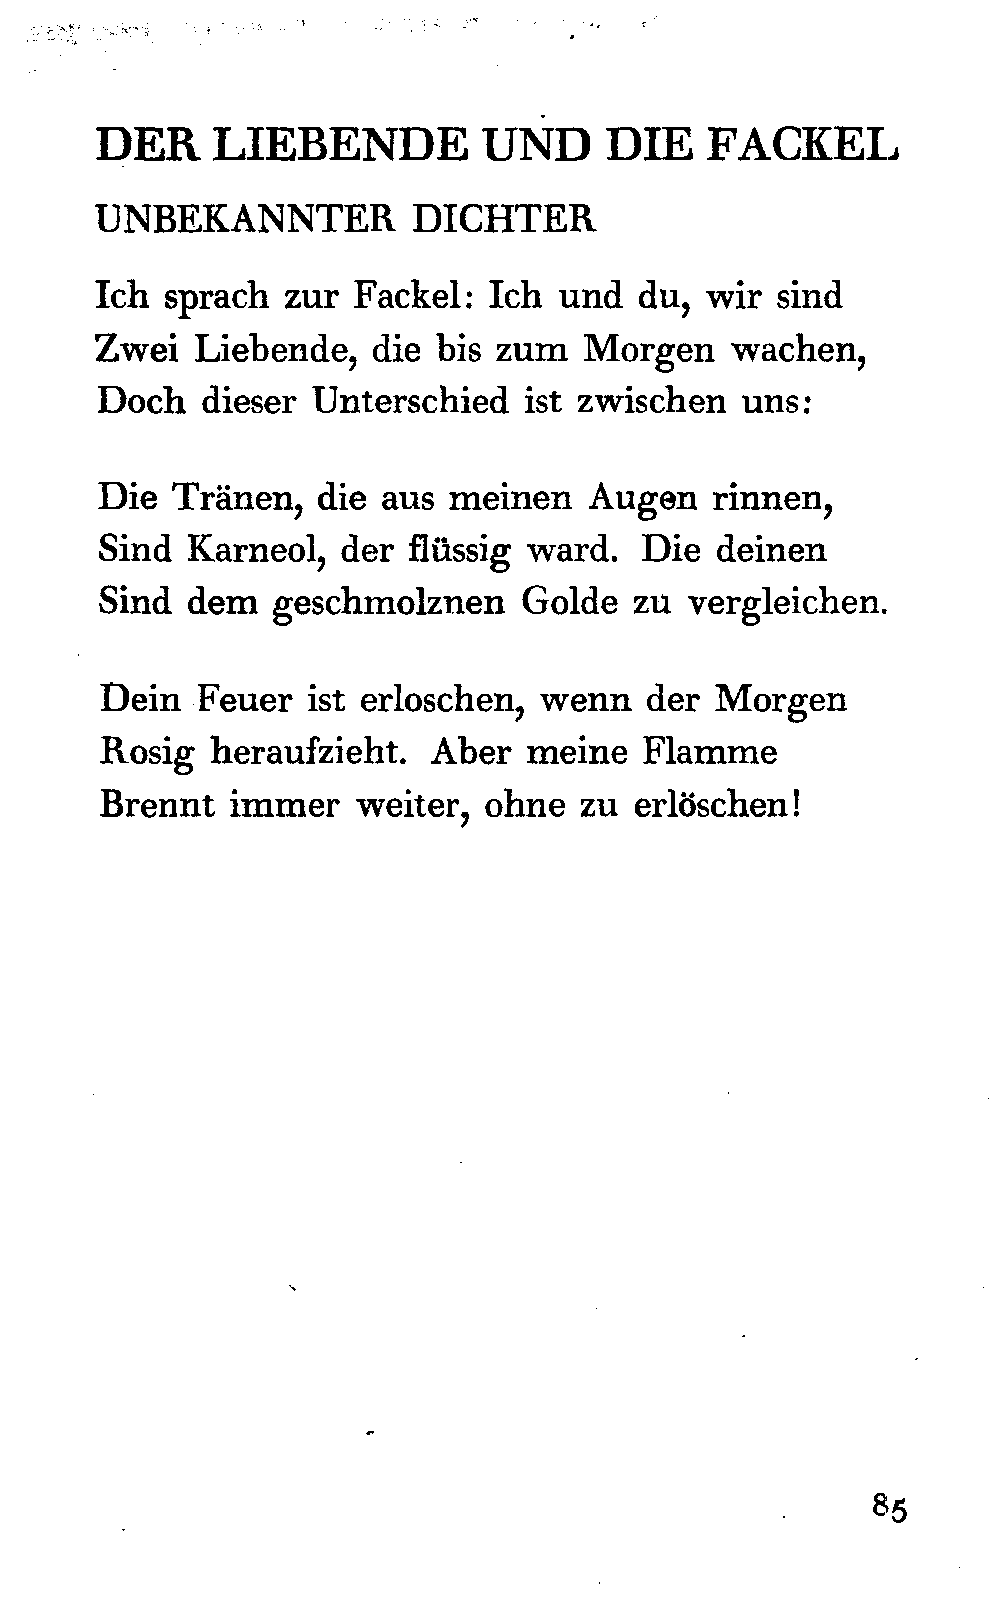 DER LIEBENDE UND DIE FACKEL
UNBEKANNTER DICHTER
Ich sprach zur Fackel: Ich und du, wir sind
Zwei Liebende, die bis zum Morgen wachen,
Doch dieser Unterschied ist zwischen uns:
Die Tränen, die aus meinen Augen rinnen,
Sind Karneol, der flüssig ward. Die deinen
Sind dem geschmolznen Golde zu vergleichen.
Dein Feuer ist erloschen, wenn der Morgen
Rosig heraufzieht. Aber meine Flamme
Brennt immer weiter, ohne zu erlöschen!
85